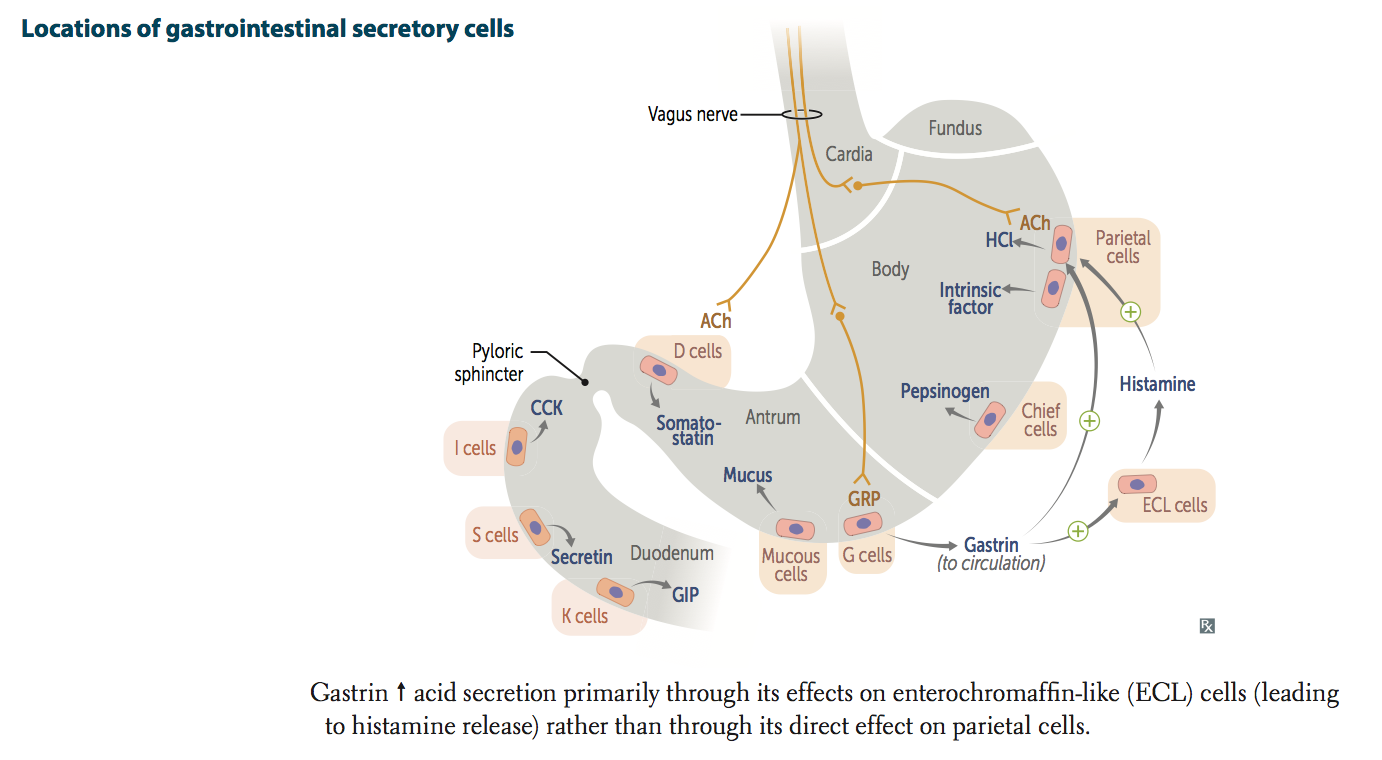 Locations of gastrointestinal secretory cells
Vagus nerve
Fundus
Cardia
ACh
HCl
Parietal
cells
Body
Intrinsic
factor
ACh
D cells
Pyloric
sphincter
Histamine
Pepsinogen
CCK
Somato-
statin
Antrum
Chief
cells
I cells
Mucus
GRP
ECL cells
S cells
Secretin
Duodenum
Mucous
cells
G cells
Gastrin
(to circulation)
GIP
K cells
Rx
Gastrin ↑ acid secretion primarily through its effects on enterochromaffin-like (ECL) cells (leading
to histamine release) rather than through its direct effect on parietal cells.